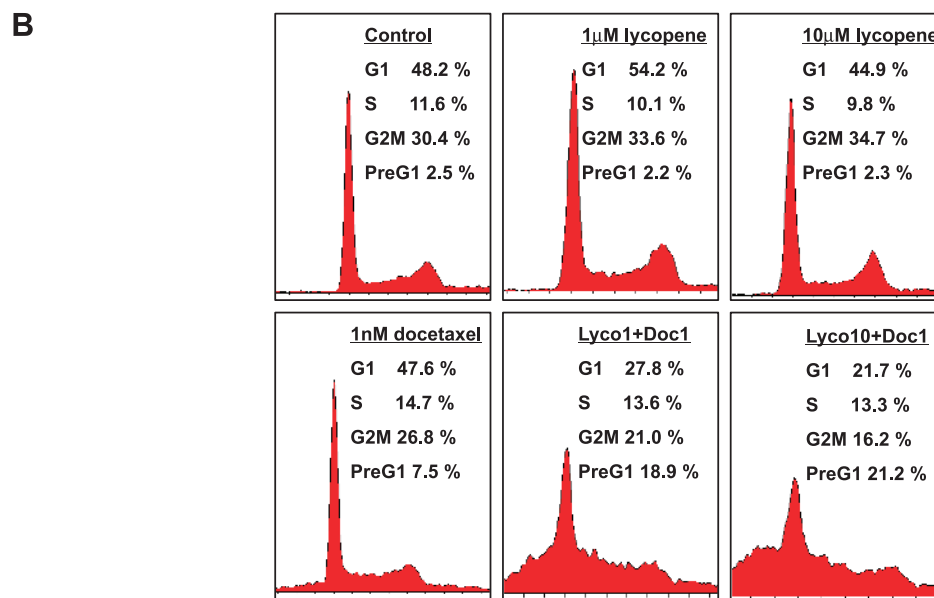 B
Control
G1 48.2 %
S 11.6 %
G2M 30.4 %
PreG1 2.5 %
1μM lycopene
G1 54.2 %
S 10.1 %
G2M 33.6 %
PreG1 2.2 %
10μM lycopene
G1 44.9 %
S 9.8 %
G2M 34.7 %
PreG1 2.3 %
1nM docetaxel
G1 47.6 %
S 14.7 %
G2M 26.8 %
PreG1 7.5 %
Lyco1+Doc1
G1 27.8 %
S 13.6 %
G2M 21.0 %
PreG1 18.9 %
Lyco10+Doc1
G1 21.7 %
S 13.3 %
G2M 16.2 %
PreG1 21.2 %